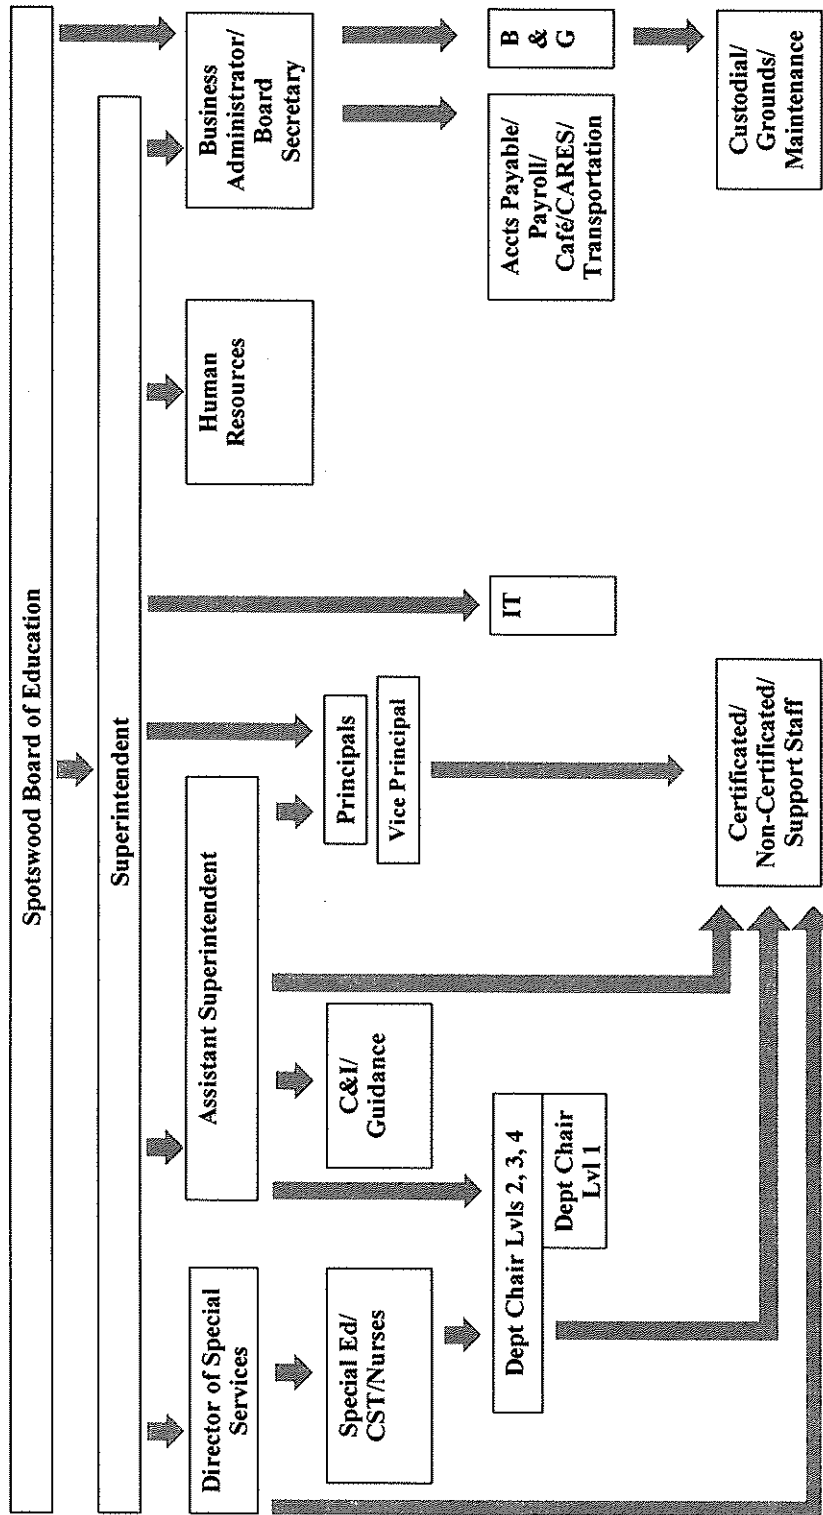 Spotswood Board of Education
Superintendent
Director of Special
Services
Assistant Superintendent
Human
Resources
Business
Administrator/
Board
Secretary
Special Ed/
CST/Nurses
C&I/
Guidance
Principals
Vice Principal
Dept Chair Lvls 2, 3, 4
Dept Chair
Lvl 1
IT
Accts Payable/
Payroll/
Café/CARES/
Transportation
B
&
G
Certificated/
Non-Certificated/
Support Staff
Custodial/
Grounds/
Maintenance